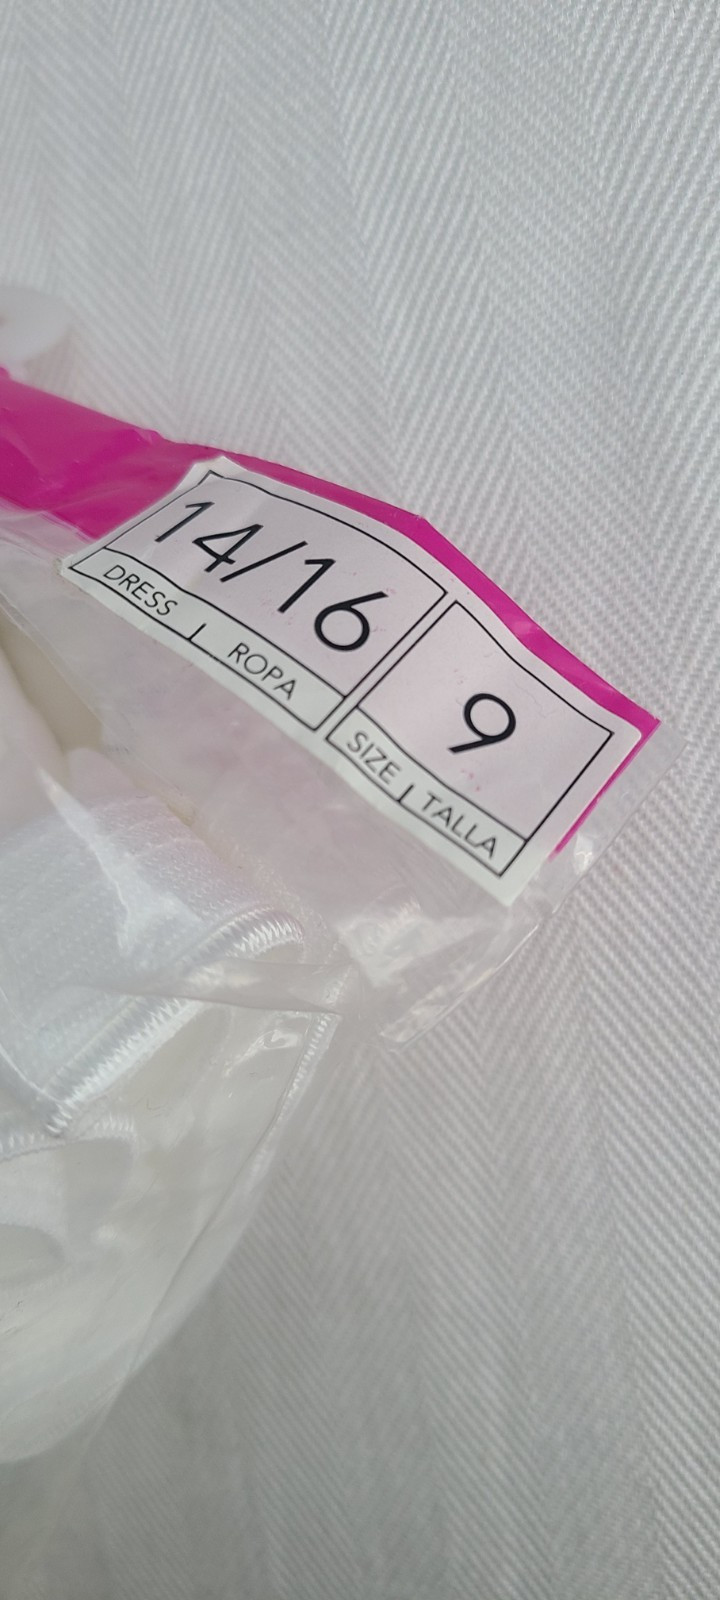 14/16
DRESS | ROPA
9
SIZE | TALLA